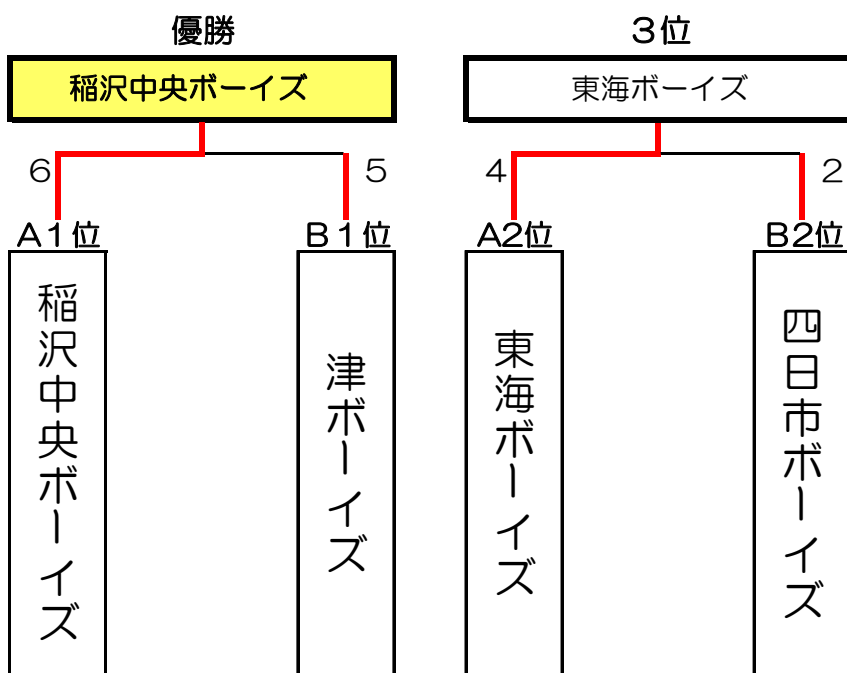 優勝
稲沢中央ボーイズ
6
5
A1位
B1位
稲沢中央ボーイズ
津ボーイズ
3位
東海ボーイズ
4
2
A2位
B2位
東海ボーイズ
四日市ボーイズ